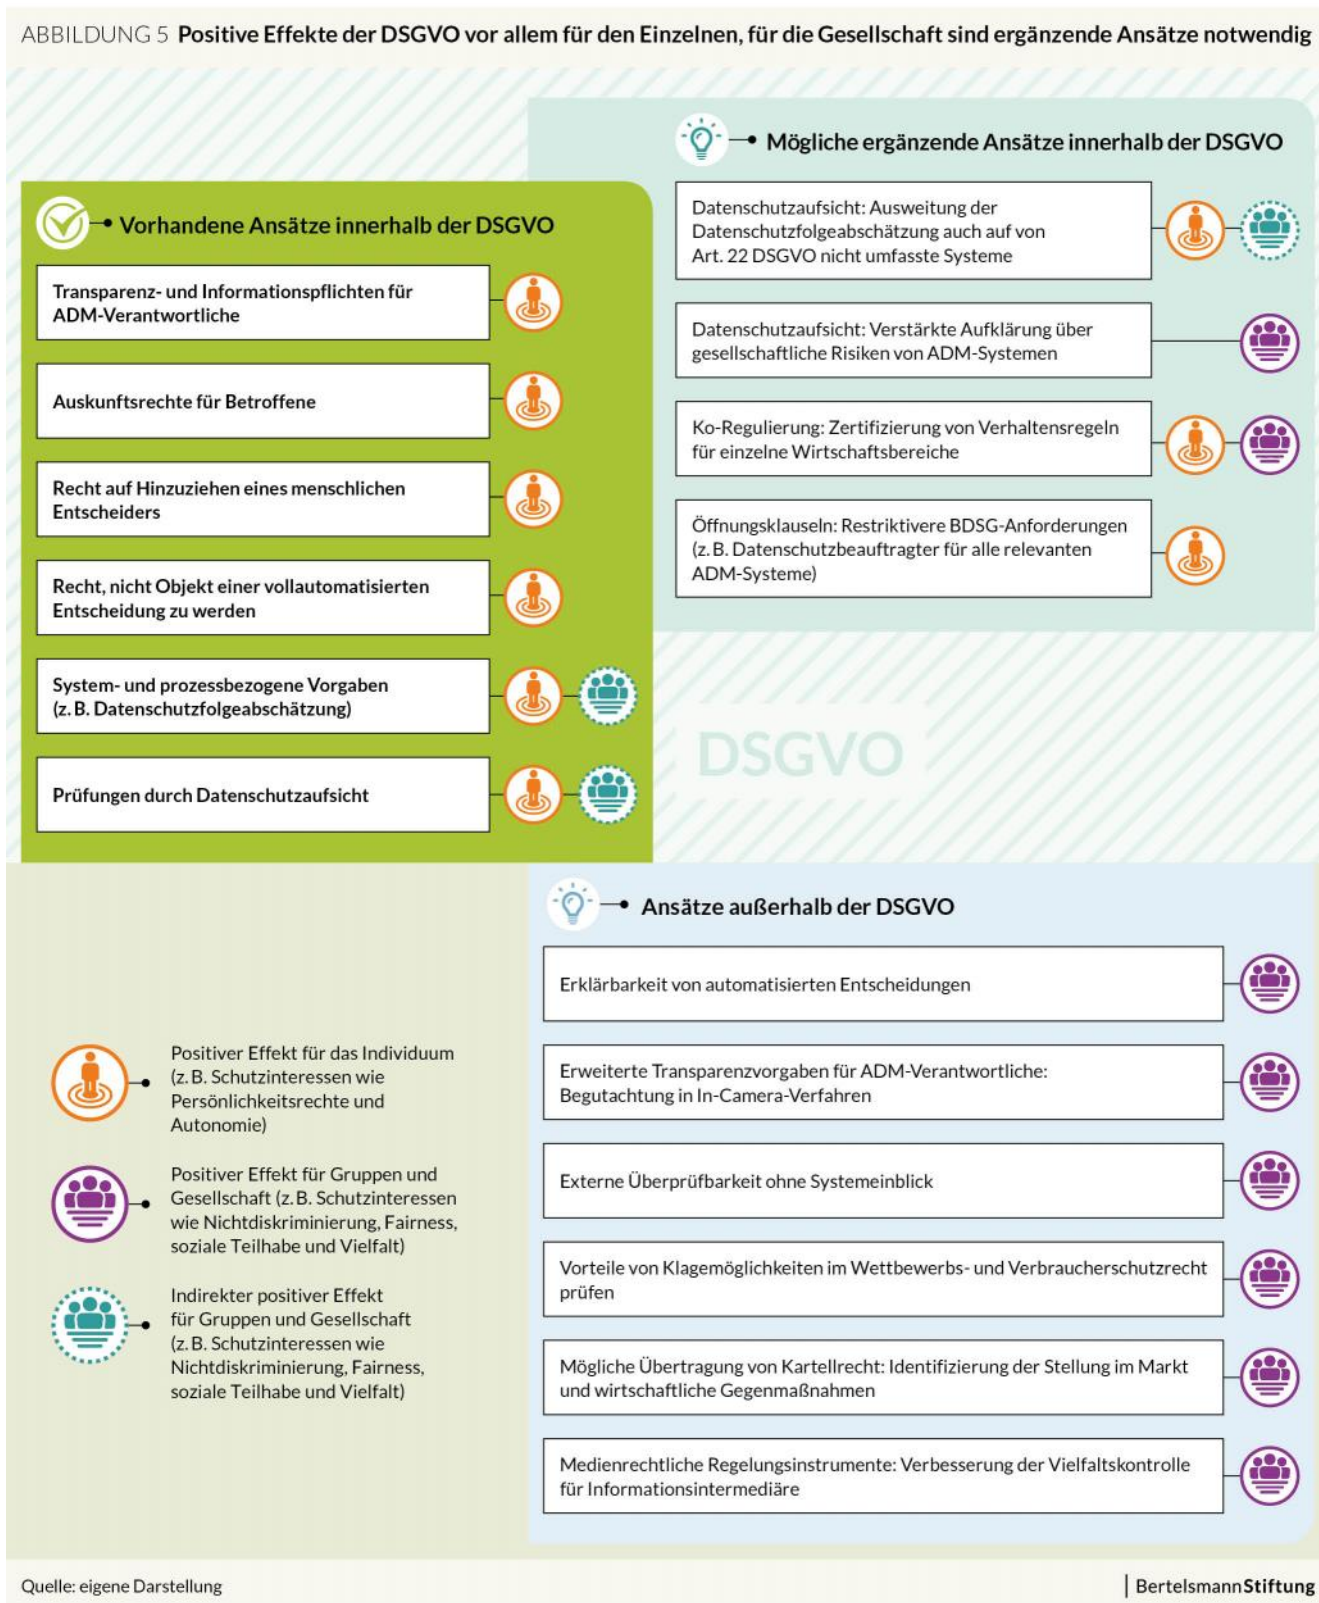 ABBILDUNG 5 Positive Effekte der DSGVO vor allem für den Einzelnen, für die Gesellschaft sind ergänzende Ansätze notwendig
Mögliche ergänzende Ansätze innerhalb der DSGVO
Datenschutzaufsicht: Ausweitung der
Datenschutzfolgeabschätzung auch auf von
Art. 22 DSGVO nicht umfasste Systeme
Datenschutzaufsicht: Verstärkte Aufklärung über
gesellschaftliche Risiken von ADM-Systemen
Ko-Regulierung: Zertifizierung von Verhaltensregeln
für einzelne Wirtschaftsbereiche
Öffnungsklauseln: Restriktivere BDSG-Anforderungen
(z. B. Datenschutzbeauftragter für alle relevanten
ADM-Systeme)
Vorhandene Ansätze innerhalb der DSGVO
Transparenz- und Informationspflichten für
ADM-Verantwortliche
Auskunftsrechte für Betroffene
Recht auf Hinzuziehen eines menschlichen
Entscheiders
Recht, nicht Objekt einer vollautomatisierten
Entscheidung zu werden
System- und prozessbezogene Vorgaben
(z. B. Datenschutzfolgeabschätzung)
Prüfungen durch Datenschutzaufsicht
DSGVO
Ansätze außerhalb der DSGVO
Erklärbarkeit von automatisierten Entscheidungen
Erweiterte Transparenzvorgaben für ADM-Verantwortliche:
Begutachtung in In-Camera-Verfahren
Externe Überprüfbarkeit ohne Systemeinblick
Vorteile von Klagemöglichkeiten im Wettbewerbs- und Verbraucherschutzrecht
prüfen
Mögliche Übertragung von Kartellrecht: Identifizierung der Stellung im Markt
und wirtschaftliche Gegenmaßnahmen
Medienrechtliche Regelungsinstrumente: Verbesserung der Vielfaltskontrolle
für Informationsintermediäre
Positiver Effekt für das Individuum
(z. B. Schutzinteressen wie
Persönlichkeitsrechte und
Autonomie)
Positiver Effekt für Gruppen und
Gesellschaft (z. B. Schutzinteressen
wie Nichtdiskriminierung, Fairness,
soziale Teilhabe und Vielfalt)
Indirekter positiver Effekt
für Gruppen und Gesellschaft
(z. B. Schutzinteressen wie
Nichtdiskriminierung, Fairness,
soziale Teilhabe und Vielfalt)
Quelle: eigene Darstellung
BertelsmannStiftung